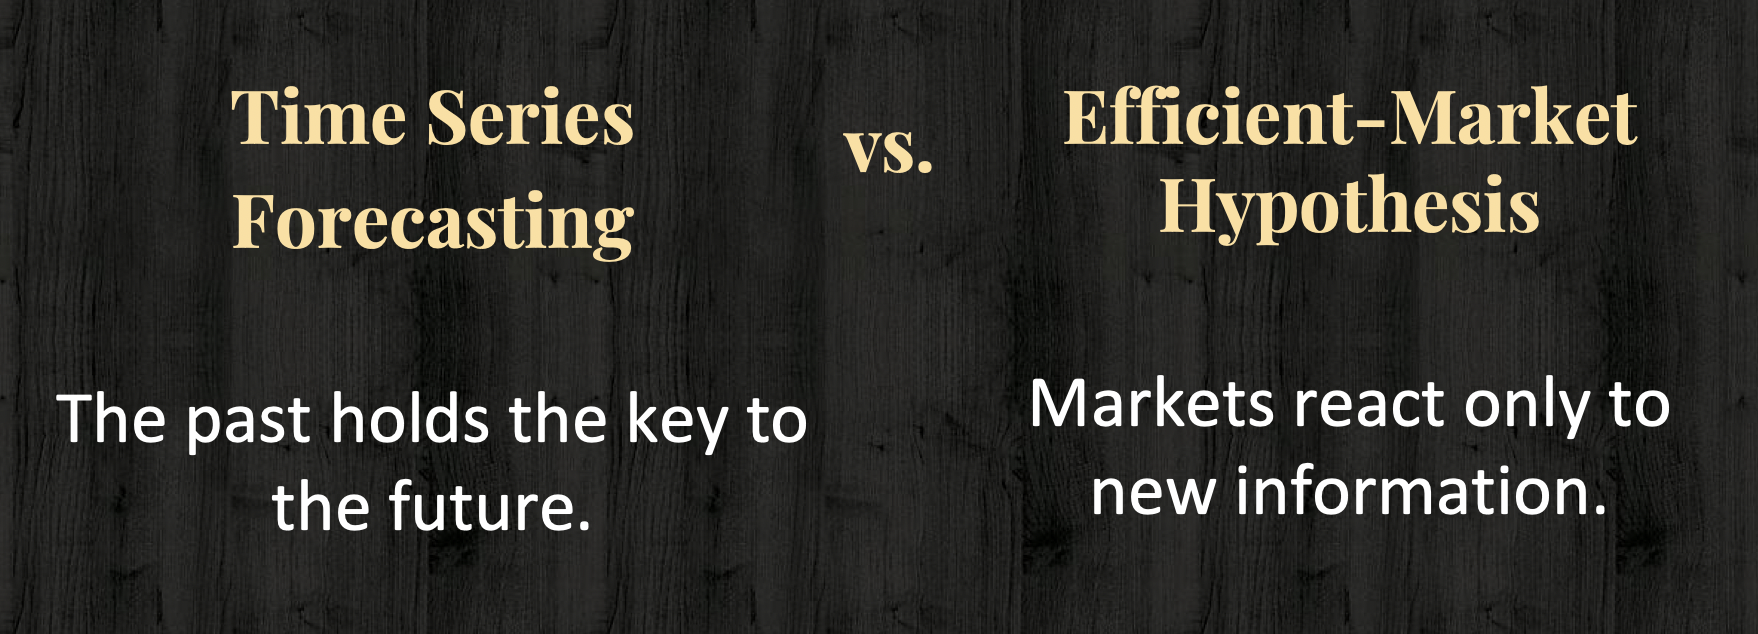 Time Series
Forecasting
vs.
Efficient-Market
Hypothesis
The past holds the key to
the future.
Markets react only to
new information.